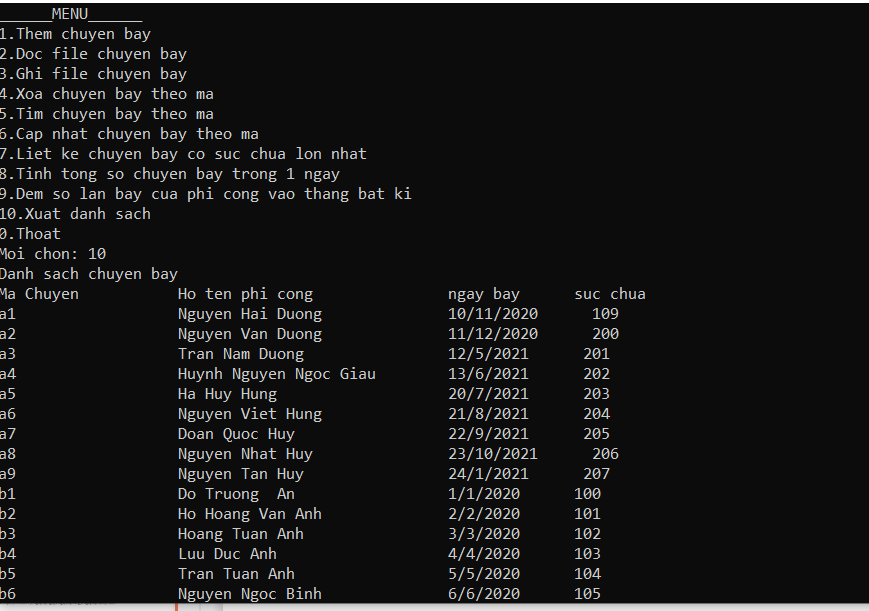 ______MENU______
1.Them chuyen bay
2.Doc file chuyen bay
3.Ghi file chuyen bay
4.Xoa chuyen bay theo ma
5.Tim chuyen bay theo ma
6.Cap nhat chuyen bay theo ma
7.Liet ke chuyen bay co suc chua lon nhat
8.Tinh tong so chuyen bay trong 1 ngay
9.Dem so lan bay cua phi cong vao thang bat ki
10.Xuat danh sach
0.Thoat
Moi chon: 10
Danh sach chuyen bay
Ma Chuyen Ho ten phi cong ngay bay suc chua
a1 Nguyen Hai Duong 10/11/2020 109
a2 Nguyen Van Duong 11/12/2020 200
a3 Tran Nam Duong 12/5/2021 201
a4 Huynh Nguyen Ngoc Giau 13/6/2021 202
a5 Ha Huy Hung 20/7/2021 203
a6 Nguyen Viet Hung 21/8/2021 204
a7 Doan Quoc Huy 22/9/2021 205
a8 Nguyen Nhat Huy 23/10/2021 206
a9 Nguyen Tan Huy 24/1/2021 207
b1 Do Truong  An 1/1/2020 100
b2 Ho Hoang Van Anh 2/2/2020 101
b3 Hoang Tuan Anh 3/3/2020 102
b4 Luu Duc Anh 4/4/2020 103
b5 Tran Tuan Anh 5/5/2020 104
b6 Nguyen Ngoc Binh 6/6/2020 105